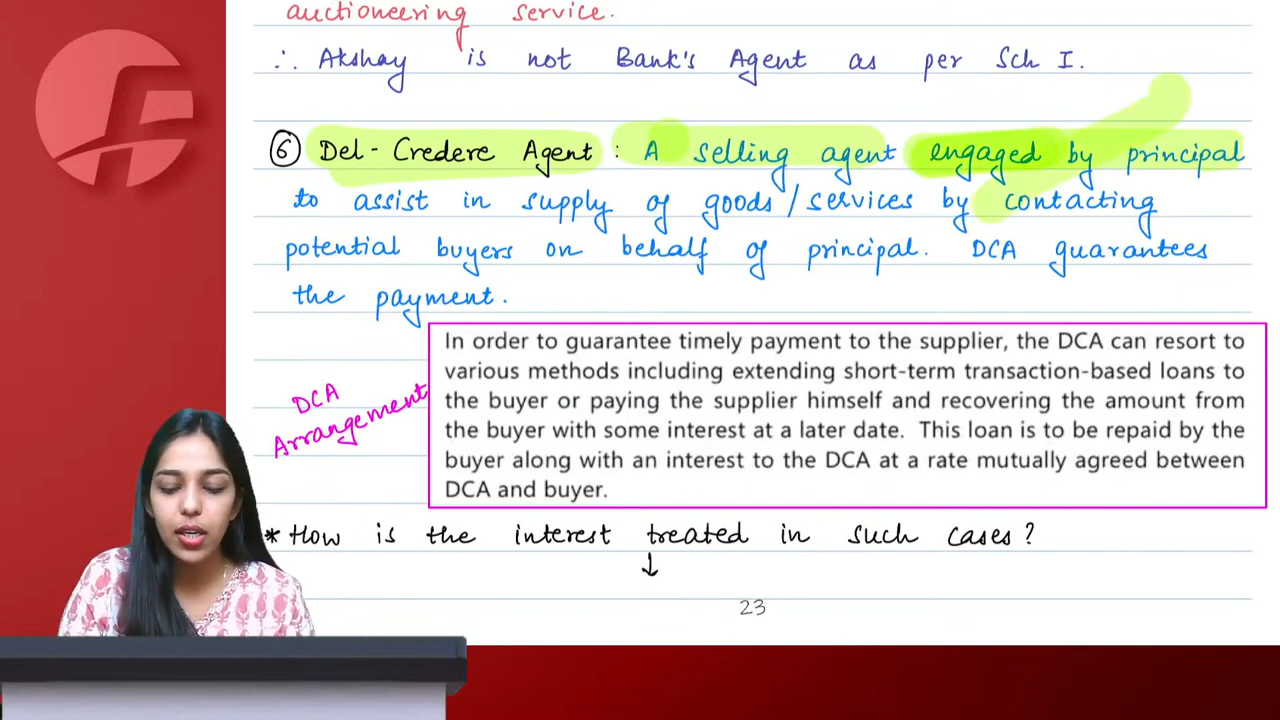 auctioneering service.
∴ Akshay is not Bank's Agent as per Sch I.
⑥ Del-Credere Agent : A selling agent engaged by principal
to assist in supply of goods/services by contacting
potential buyers on behalf of principal. DCA guarantees
the payment.
DCA Arrangement
In order to guarantee timely payment to the supplier, the DCA can resort to
various methods including extending short-term transaction-based loans to
the buyer or paying the supplier himself and recovering the amount from
the buyer with some interest at a later date. This loan is to be repaid by the
buyer along with an interest to the DCA at a rate mutually agreed between
DCA and buyer.
* How is the interest treated in such cases?
↓
23